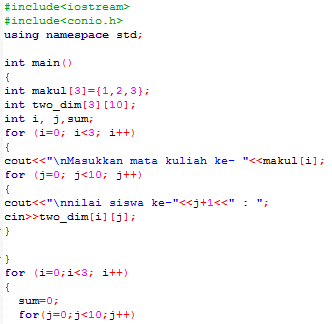 #include<iostream>
#include<conio.h>
using namespace std;
int main()
{
int makul[3]={1,2,3};
int two_dim[3][10];
int i, j,sum;
for (i=0; i<3; i++)
{
cout<<"\nMasukkan mata kuliah ke- "<<makul[i];
for (j=0; j<10; j++)
{
cout<<"\nnilai siswa ke-"<<j+1<<" : ";
cin>>two_dim[i][j];
}
}
for (i=0;i<3; i++)
{
sum=0;
for(j=0;j<10;j++)